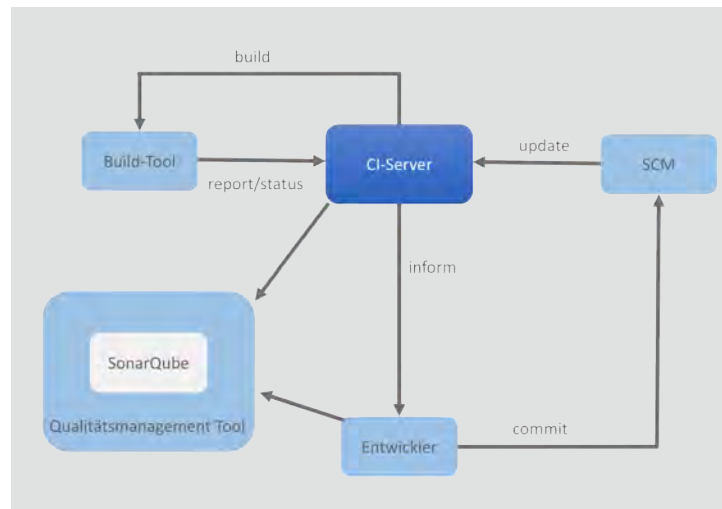 build
Build-Tool
CI-Server
update
SCM
report/status
inform
SonarQube
Qualitätsmanagement Tool
Entwickler
commit